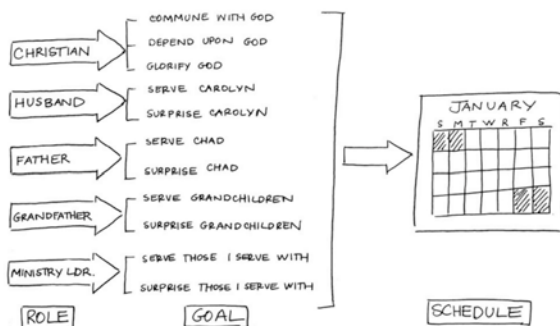 COMMUNE WITH GOD
CHRISTIAN
DEPEND UPON GOD
GLORIFY GOD
HUSBAND
SERVE CAROLYN
SURPRISE CAROLYN
FATHER
SERVE CHAD
SURPRISE CHAD
GRANDFATHER
SERVE GRANDCHILDREN
SURPRISE GRANDCHILDREN
MINISTRY LDR.
SERVE THOSE I SERVE WITH
SURPRISE THOSE I SERVE WITH
JANUARY
S M T W R F S
ROLE
GOAL
SCHEDULE